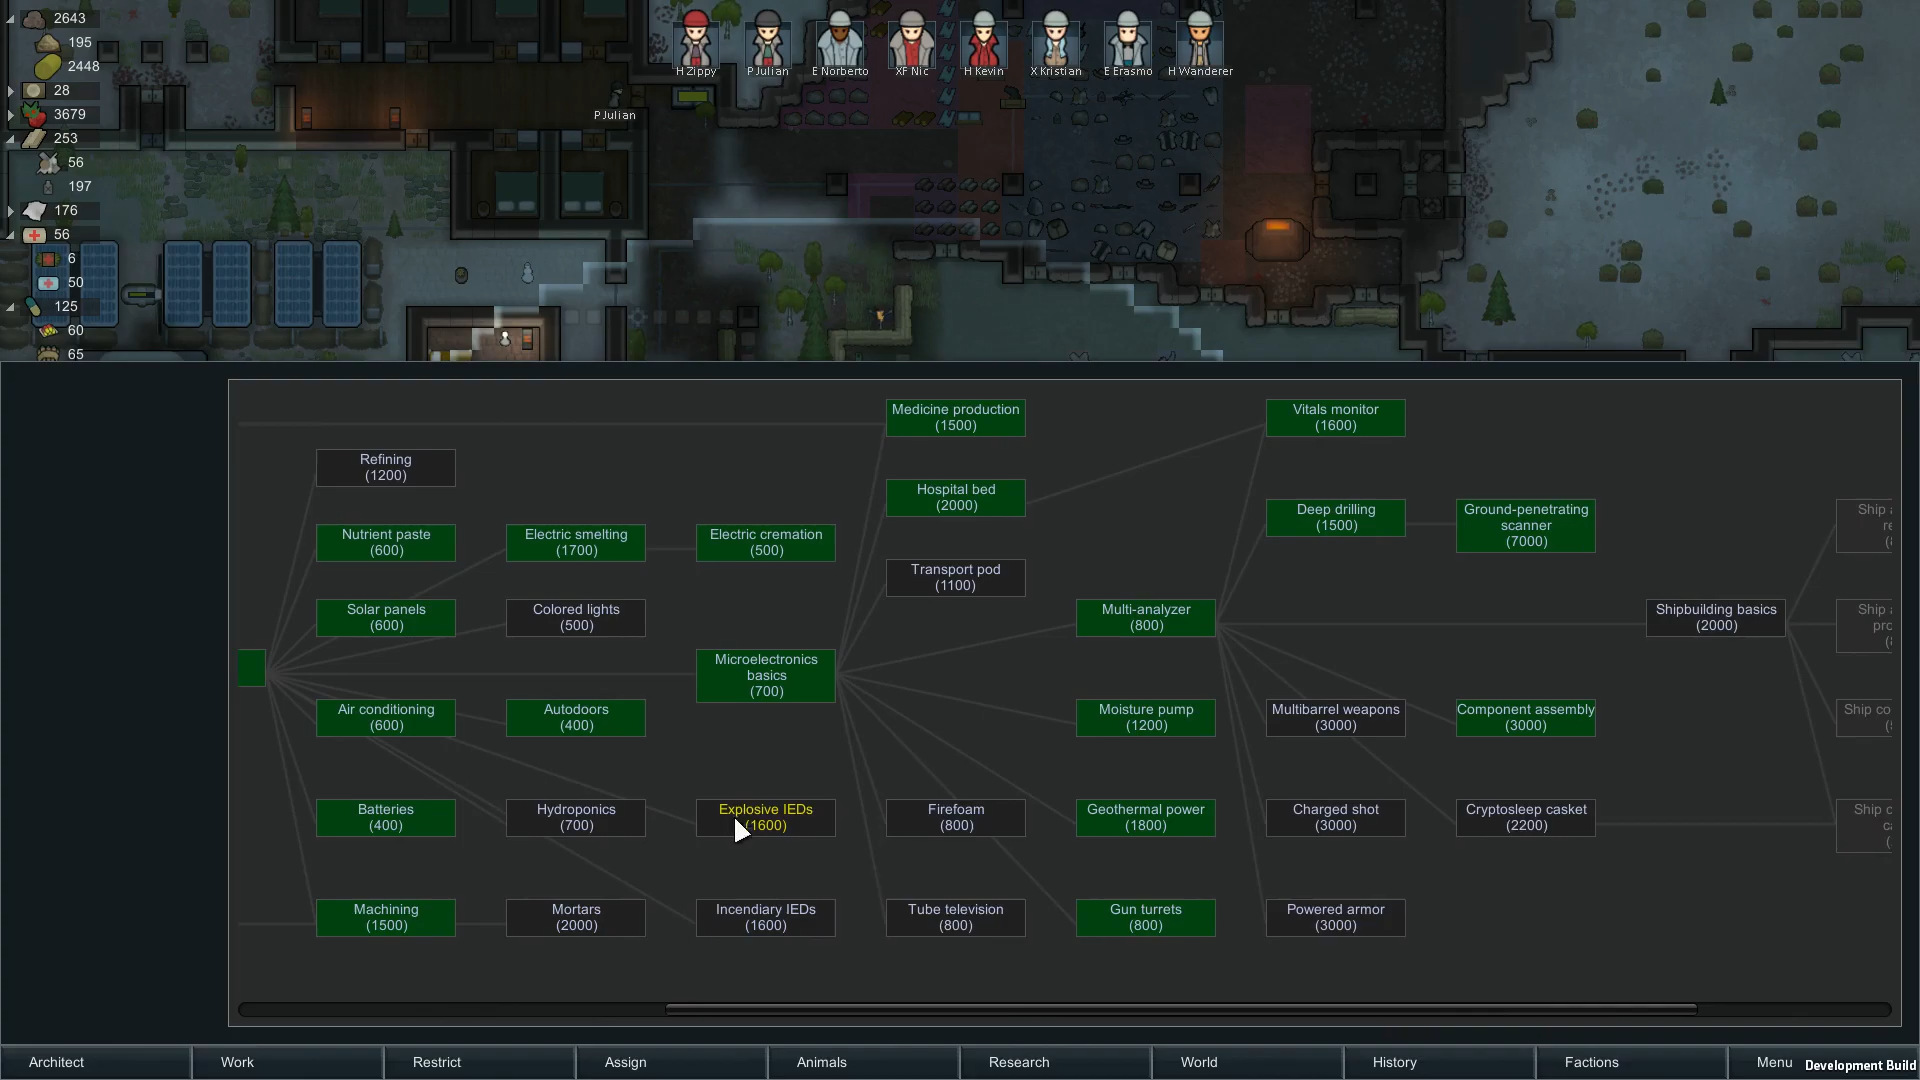 2643
195
2448
28
3679
253
56
197
176
56
6
50
125
60
65
H Zippy
P Julian
E Norberto
XF Nic
H Kevin
X Kristian
E Erasmo
H Wanderer
P Julian
Medicine production
(1500)
Vitals monitor
(1600)
Refining
(1200)
Hospital bed
(2000)
Deep drilling
(1500)
Ground-penetrating
scanner
(7000)
Ship
Nutrient paste
(600)
Electric smelting
(1700)
Electric cremation
(500)
Transport pod
(1100)
Solar panels
(600)
Colored lights
(500)
Multi-analyzer
(800)
Shipbuilding basics
(2000)
Ship
Microelectronics
basics
(700)
Air conditioning
(600)
Autodoors
(400)
Moisture pump
(1200)
Multibarrel weapons
(3000)
Component assembly
(3000)
Ship co
Batteries
(400)
Hydroponics
(700)
Explosive IEDs
(1600)
Firefoam
(800)
Geothermal power
(1800)
Charged shot
(3000)
Cryptosleep casket
(2200)
Ship c
Machining
(1500)
Mortars
(2000)
Incendiary IEDs
(1600)
Tube television
(800)
Gun turrets
(800)
Powered armor
(3000)
Architect
Work
Restrict
Assign
Animals
Research
World
History
Factions
Menu
Development Build